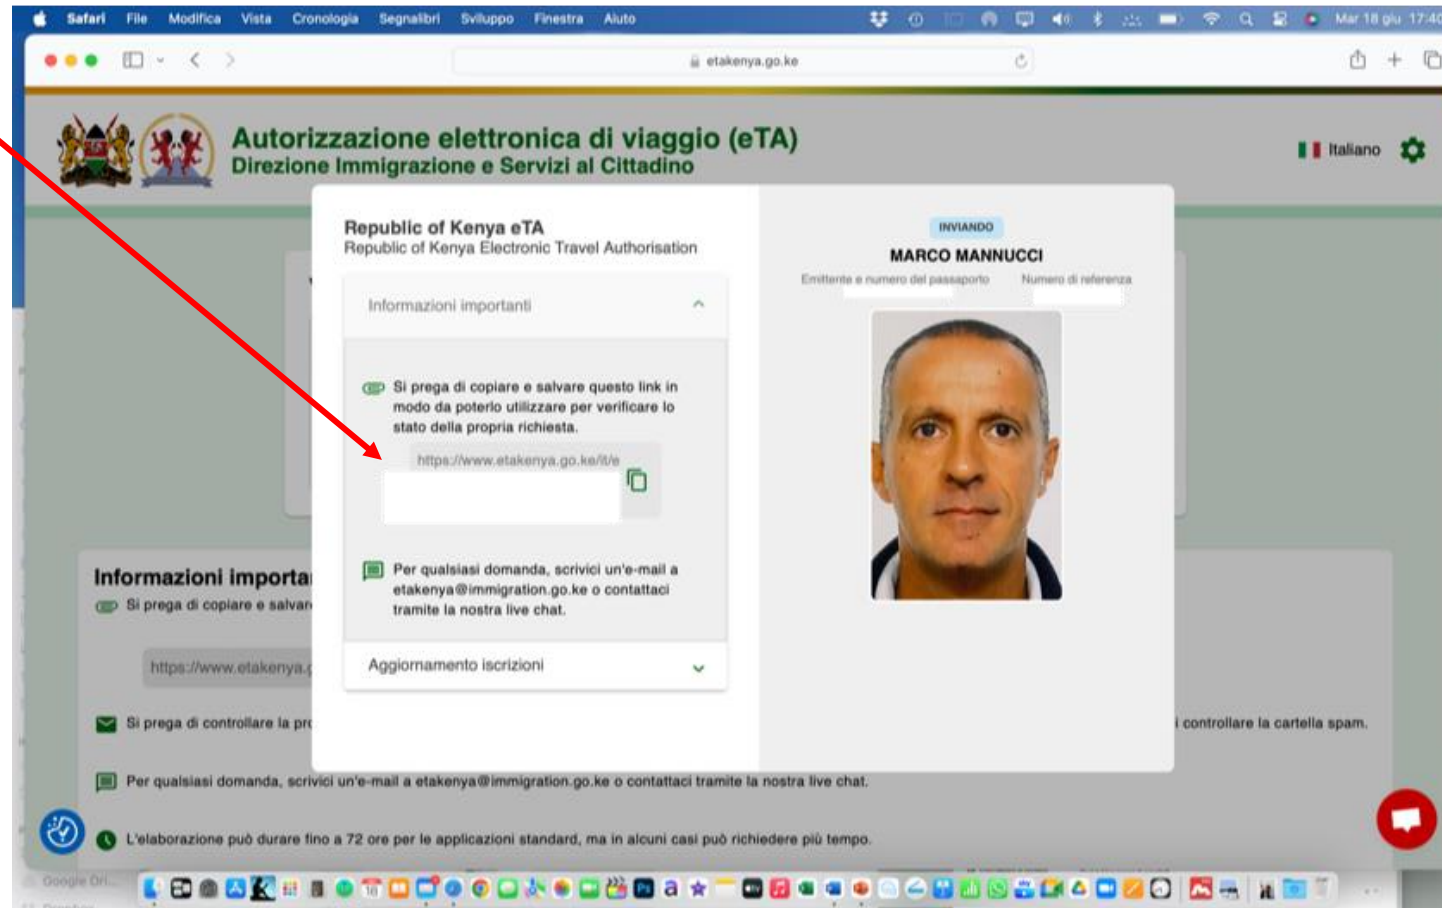 Safari File Modifica Vista Cronologia Segnalibri Sviluppo Finestra Aiuto Mar 18 giu 17:40
etakenya.go.ke
Autorizzazione elettronica di viaggio (eTA)
Direzione Immigrazione e Servizi al Cittadino
Italiano
Republic of Kenya eTA
Republic of Kenya Electronic Travel Authorisation
Informazioni importanti
Si prega di copiare e salvare questo link in
modo da poterlo utilizzare per verificare lo
stato della propria richiesta.
https://www.etakenya.go.ke/it/e
Per qualsiasi domanda, scrivici un'e-mail a
etakenya@immigration.go.ke o contattaci
tramite la nostra live chat.
Aggiornamento iscrizioni
INVIANDO
MARCO MANNUCCI
Emittente e numero del passaporto Numero di referenza
Informazioni importa
Si prega di copiare e salvar
https://www.etakenya.g
Si prega di controllare la pro
i controllare la cartella spam.
Per qualsiasi domanda, scrivici un'e-mail a etakenya@immigration.go.ke o contattaci tramite la nostra live chat.
L'elaborazione può durare fino a 72 ore per le applicazioni standard, ma in alcuni casi può richiedere più tempo.
Google Ori...